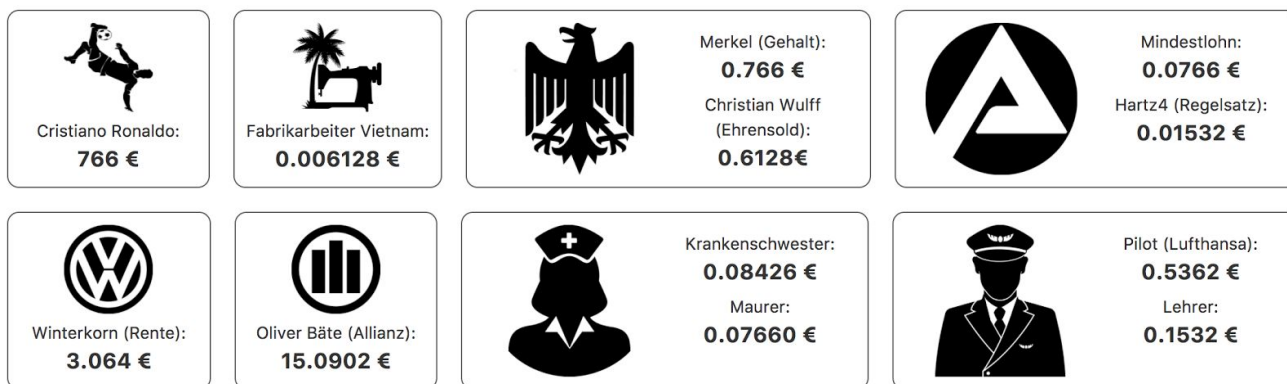 Cristiano Ronaldo:
766 €
Fabrikarbeiter Vietnam:
0.006128 €
Merkel (Gehalt):
0.766 €
Christian Wulff
(Ehrensold):
0.6128€
Mindestlohn:
0.0766 €
Hartz4 (Regelsatz):
0.01532 €
Winterkorn (Rente):
3.064 €
Oliver Bäte (Allianz):
15.0902 €
Krankenschwester:
0.08426 €
Maurer:
0.07660 €
Pilot (Lufthansa):
0.5362 €
Lehrer:
0.1532 €